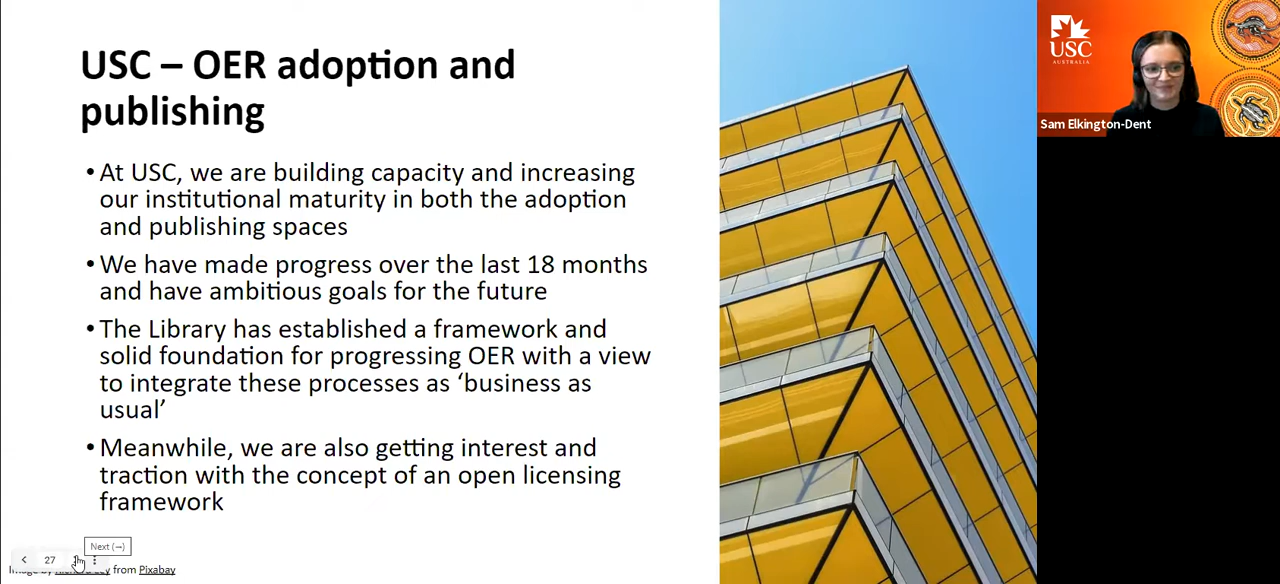 USC – OER adoption and
publishing
• At USC, we are building capacity and increasing
our institutional maturity in both the adoption
and publishing spaces
• We have made progress over the last 18 months
and have ambitious goals for the future
• The Library has established a framework and
solid foundation for progressing OER with a view
to integrate these processes as ‘business as
usual’
• Meanwhile, we are also getting interest and
traction with the concept of an open licensing
framework
Next (→)
27
from Pixabay
USC
AUSTRALIA
Sam Elkington-Dent